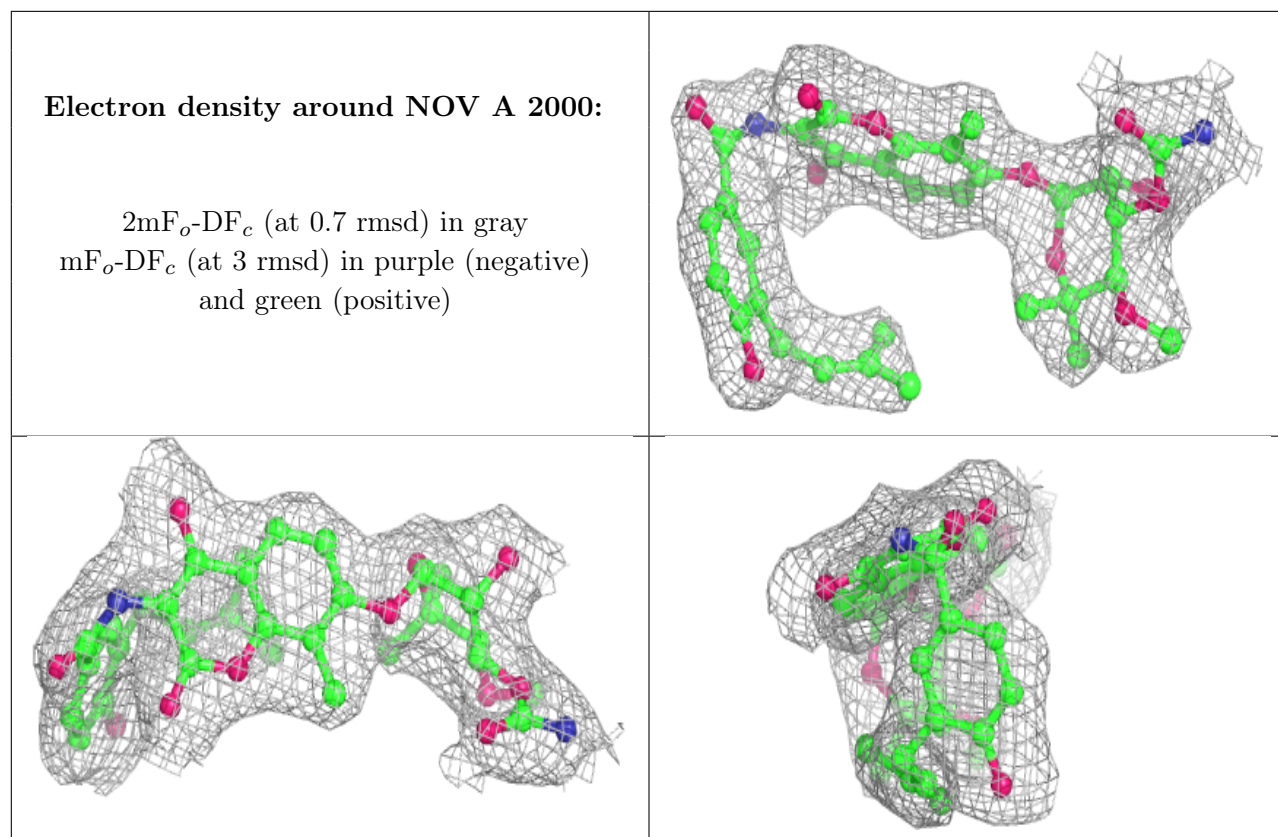 Electron density around NOV A 2000:
2mFo-DFc (at 0.7 rmsd) in gray
mFo-DFc (at 3 rmsd) in purple (negative)
and green (positive)